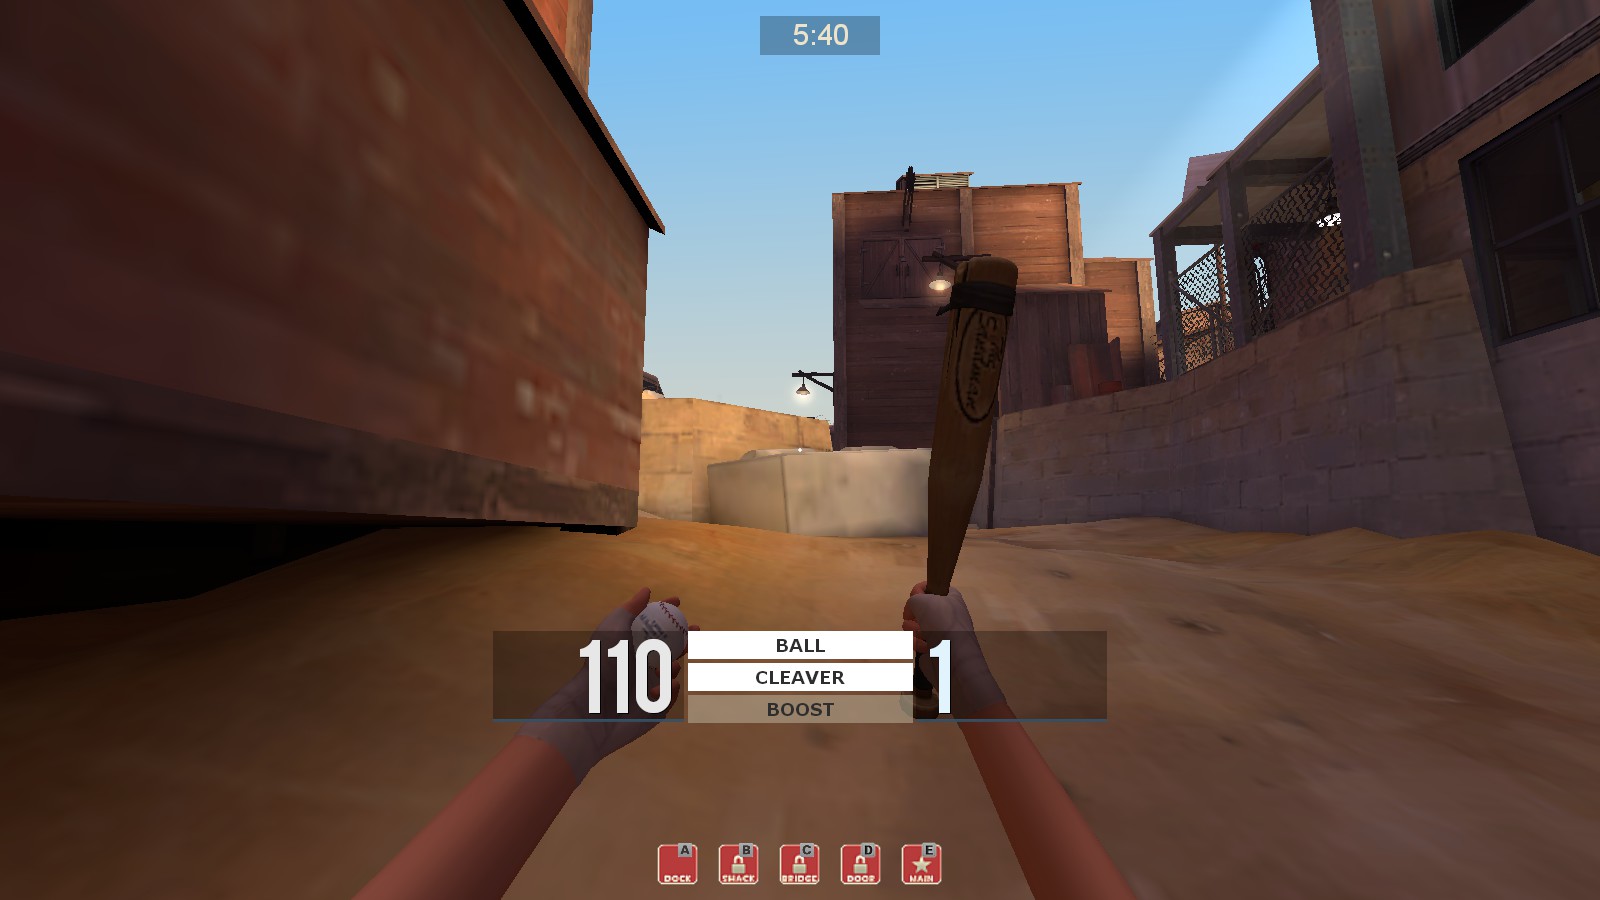 5:40
110
BALL
CLEAVER
BOOST
1
A
DOCK
B
SHACK
C
BRIDGE
D
DOOR
E
MAIN